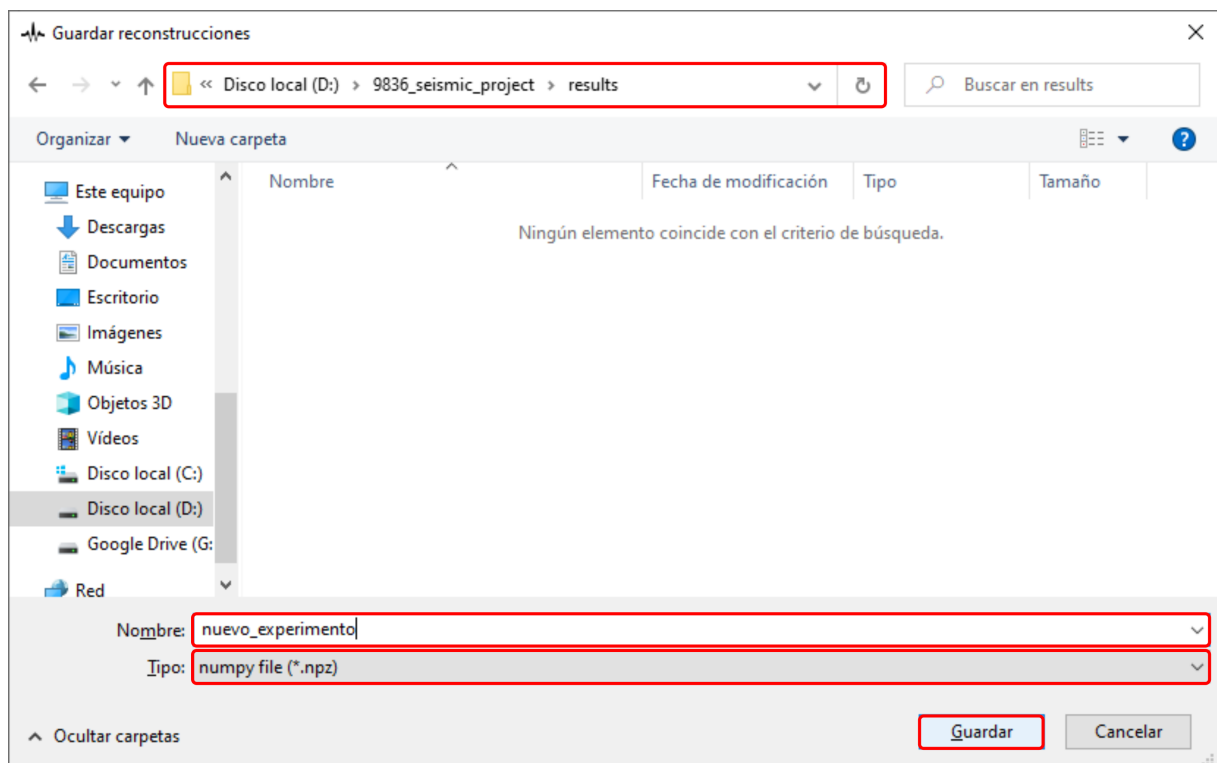 Guardar reconstrucciones
« Disco local (D:) › 9836_seismic_project › results
Buscar en results
Organizar
Nueva carpeta
?
Nombre
Fecha de modificación
Tipo
Tamaño
Ningún elemento coincide con el criterio de búsqueda.
Este equipo
Descargas
Documentos
Escritorio
Imágenes
Música
Objetos 3D
Vídeos
Disco local (C:)
Disco local (D:)
Google Drive (G:
Red
Nombre: nuevo_experimento
Tipo: numpy file (*.npz)
Ocultar carpetas
Guardar
Cancelar